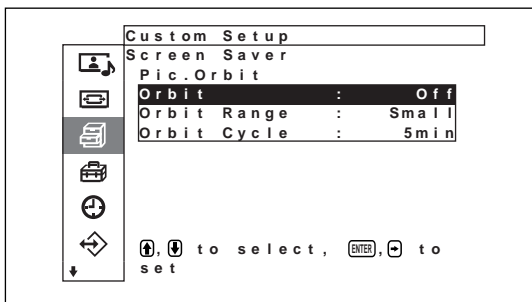 Custom Setup
Screen Saver
Pic.Orbit
Orbit : Off
Orbit Range : Small
Orbit Cycle : 5min
↑, ↓ to select, ENTER, → to
set